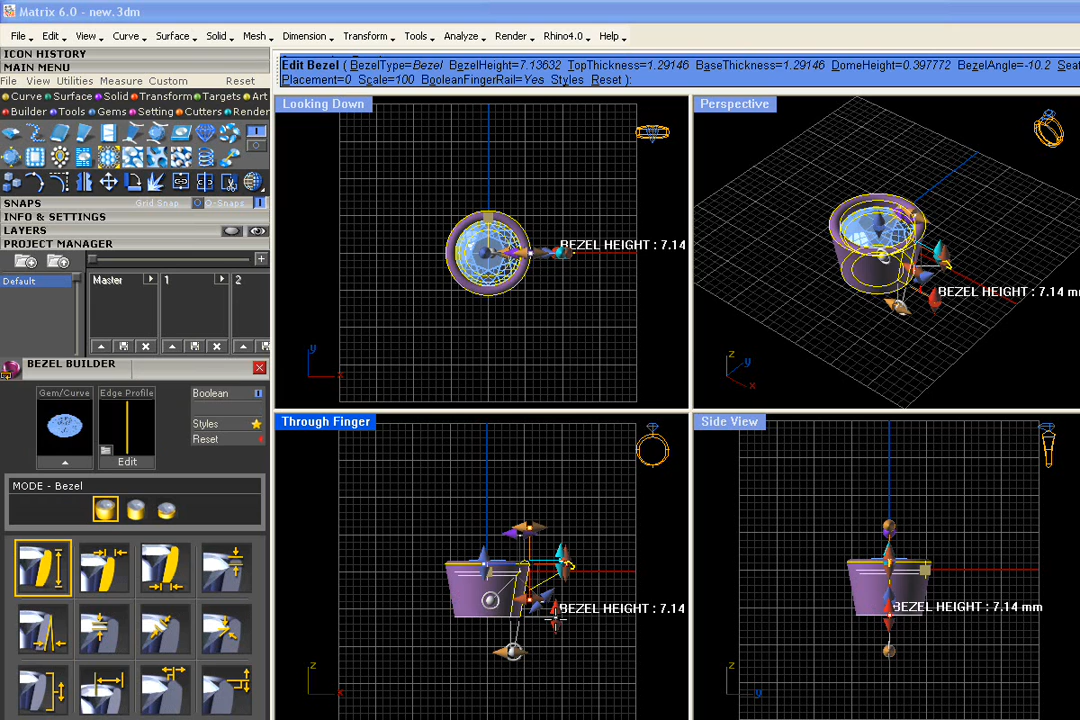 Matrix 6.0 - new.3dm
File Edit View Curve Surface Solid Mesh Dimension Transform Tools Analyze Render Rhino4.0 Help
ICON HISTORY
MAIN MENU
File View Utilities Measure Custom Reset
Curve Surface Solid Transform Targets Art
Builder Tools Gems Setting Cutters Render
SNAPS Grid Snap O-Snaps
INFO & SETTINGS
LAYERS
PROJECT MANAGER
Default
Master 1 2
BEZEL BUILDER
Gem/Curve Edge Profile Boolean
Styles
Reset
Edit
MODE - Bezel
Edit Bezel ( BezelType=Bezel BezelHeight=7.13632 TopThickness=1.29146 BaseThickness=1.29146 DomeHeight=0.397772 BezelAngle=-10.2 Seat
Placement=0 Scale=100 BooleanFingerRail=Yes Styles Reset ):
Looking Down
BEZEL HEIGHT : 7.14
y
x
Perspective
BEZEL HEIGHT : 7.14 mm
z
y
x
Through Finger
BEZEL HEIGHT : 7.14
z
x
Side View
BEZEL HEIGHT : 7.14 mm
z
y